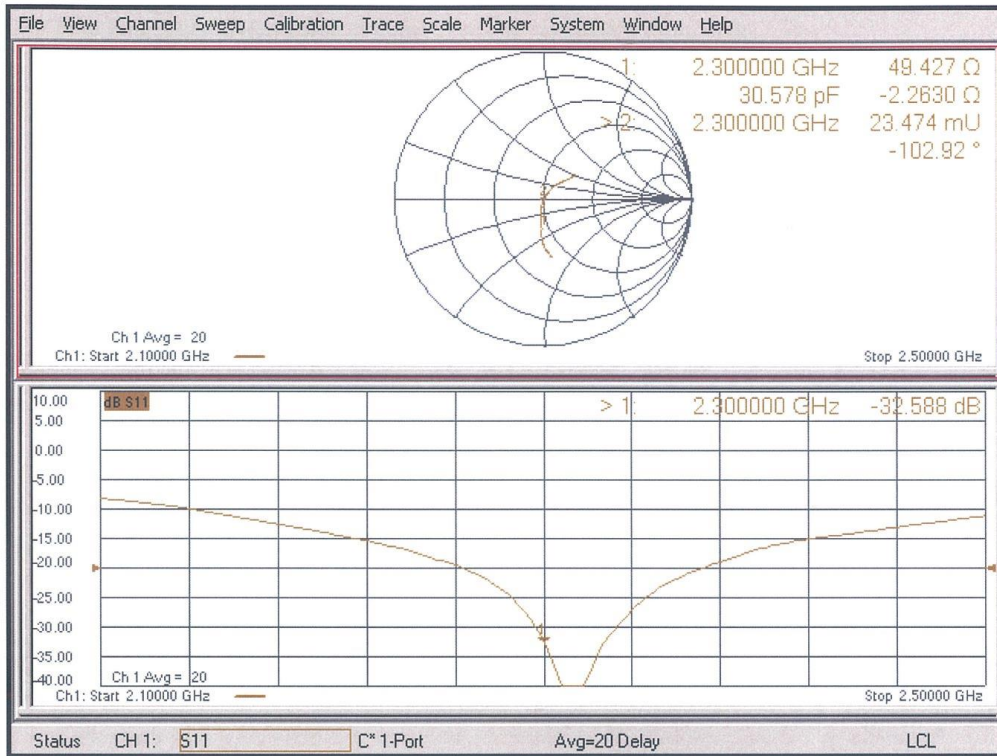 File View Channel Sweep Calibration Trace Scale Marker System Window Help
1: 2.300000 GHz 49.427 Ω
30.578 pF -2.2630 Ω
> 2: 2.300000 GHz 23.474 mU
-102.92 °
Ch 1 Avg = 20
Ch1: Start 2.10000 GHz
Stop 2.50000 GHz
10.00
dB S11
> 1: 2.300000 GHz -32.588 dB
5.00
0.00
-5.00
-10.00
-15.00
-20.00
-25.00
-30.00
-35.00
-40.00
Ch 1 Avg = 20
Ch1: Start 2.10000 GHz
Stop 2.50000 GHz
Status CH 1: S11 C* 1-Port Avg=20 Delay LCL